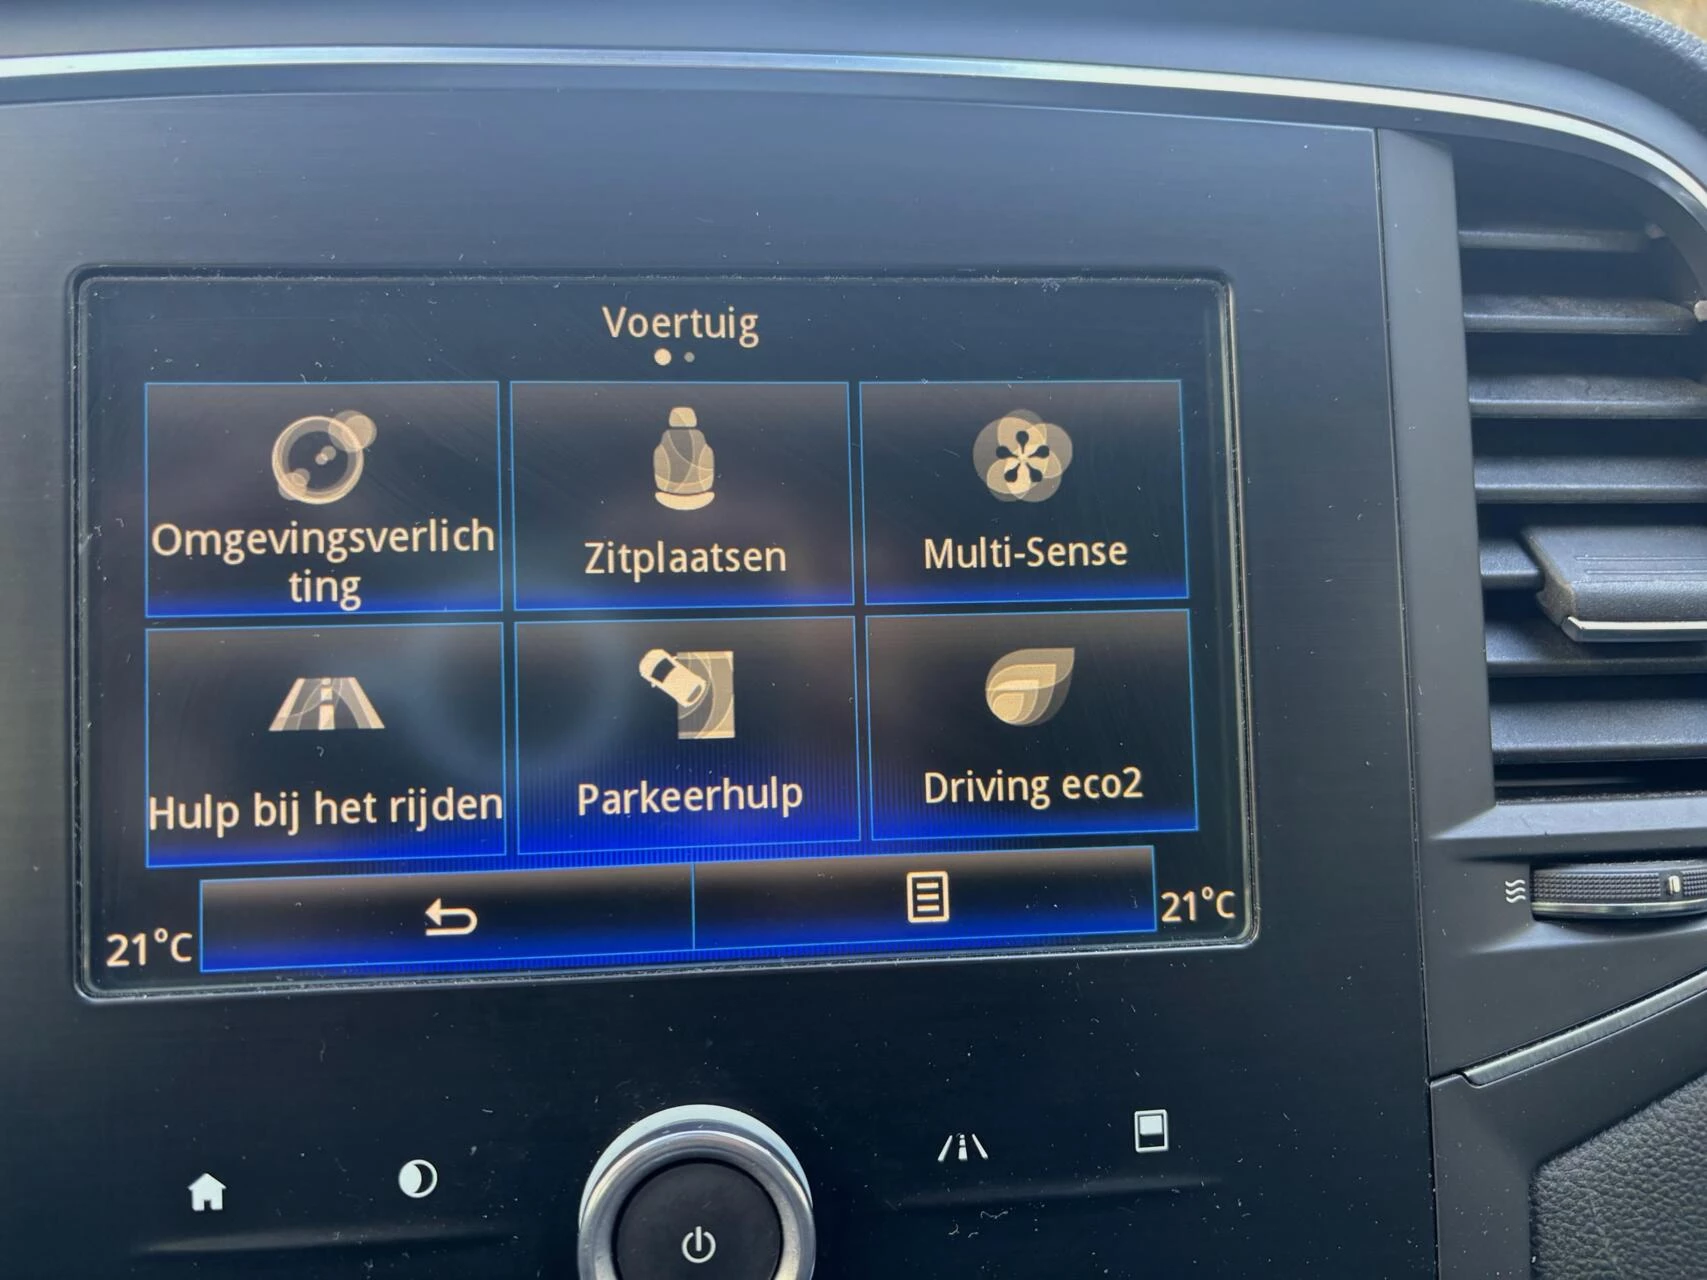 Voertuig
Omgevingsverlich
ting
Zitplaatsen
Multi-Sense
Hulp bij het rijden
Parkeerhulp
Driving eco2
21°C
21°C